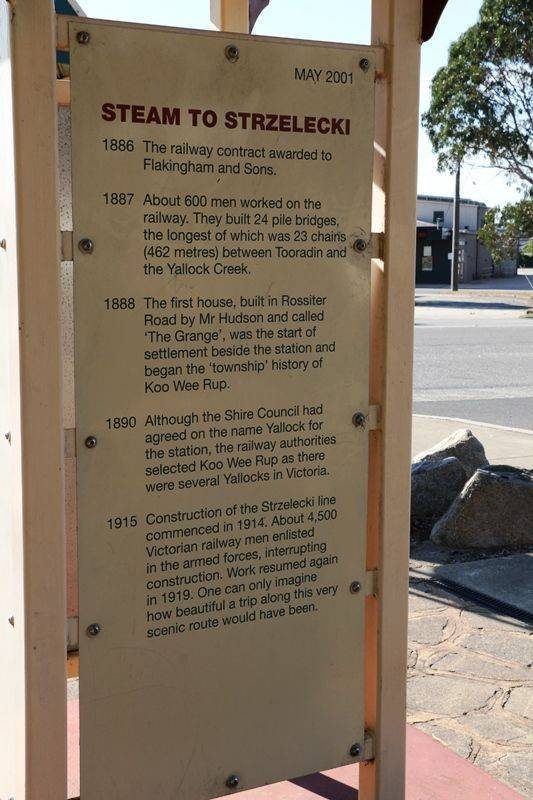 MAY 2001
STEAM TO STRZELECKI
1886 The railway contract awarded to
Flakingham and Sons.
1887 About 600 men worked on the
railway. They built 24 pile bridges,
the longest of which was 23 chains
(462 metres) between Tooradin and
the Yallock Creek.
1888 The first house, built in Rossiter
Road by Mr Hudson and called
'The Grange', was the start of
settlement beside the station and
began the 'township' history of
Koo Wee Rup.
1890 Although the Shire Council had
agreed on the name Yallock for
the station, the railway authorities
selected Koo Wee Rup as there
were several Yallocks in Victoria.
1915 Construction of the Strzelecki line
commenced in 1914. About 4,500
Victorian railway men enlisted
in the armed forces, interrupting
construction. Work resumed again
in 1919. One can only imagine
how beautiful a trip along this very
scenic route would have been.